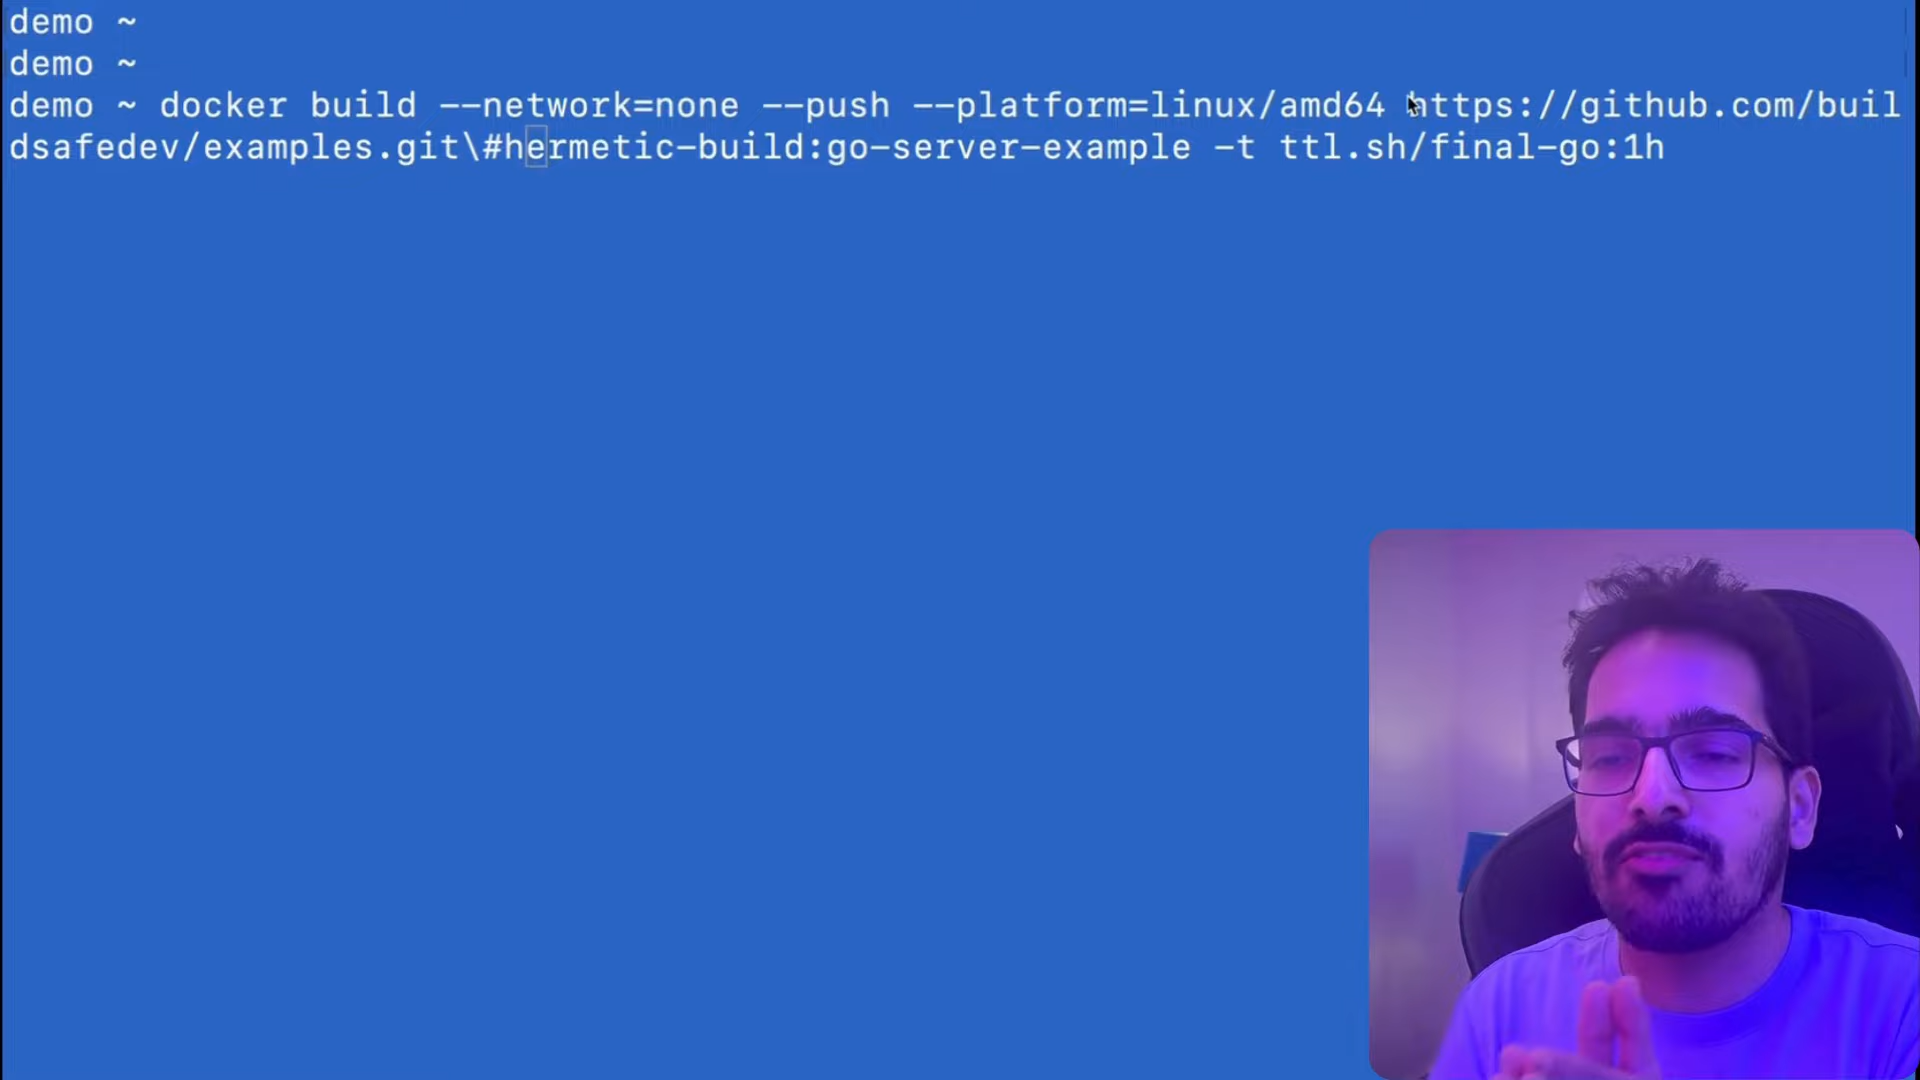 demo ~
demo ~
demo ~ docker build --network=none --push --platform=linux/amd64 https://github.com/buil
dsafedev/examples.git\#hermetic-build:go-server-example -t ttl.sh/final-go:1h